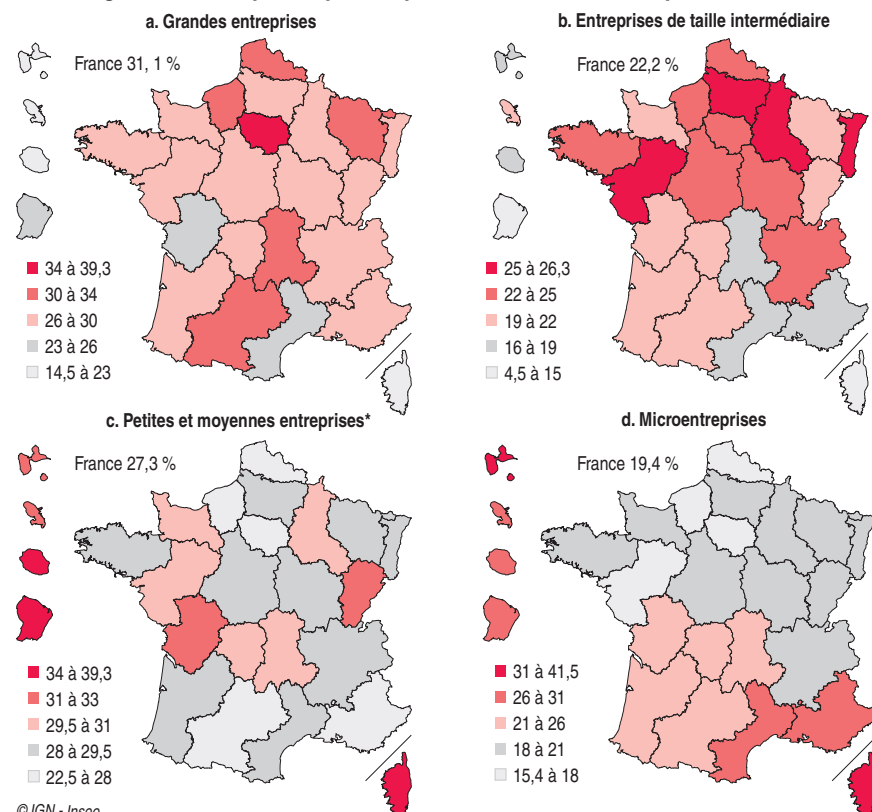 a. Grandes entreprises
France 31, 1 %
34 à 39,3
30 à 34
26 à 30
23 à 26
14,5 à 23
b. Entreprises de taille intermédiaire
France 22,2 %
25 à 26,3
22 à 25
19 à 22
16 à 19
4,5 à 15
c. Petites et moyennes entreprises*
France 27,3 %
34 à 39,3
31 à 33
29,5 à 31
28 à 29,5
22,5 à 28
d. Microentreprises
France 19,4 %
31 à 41,5
26 à 31
21 à 26
18 à 21
15,4 à 18
© IGN - Insee